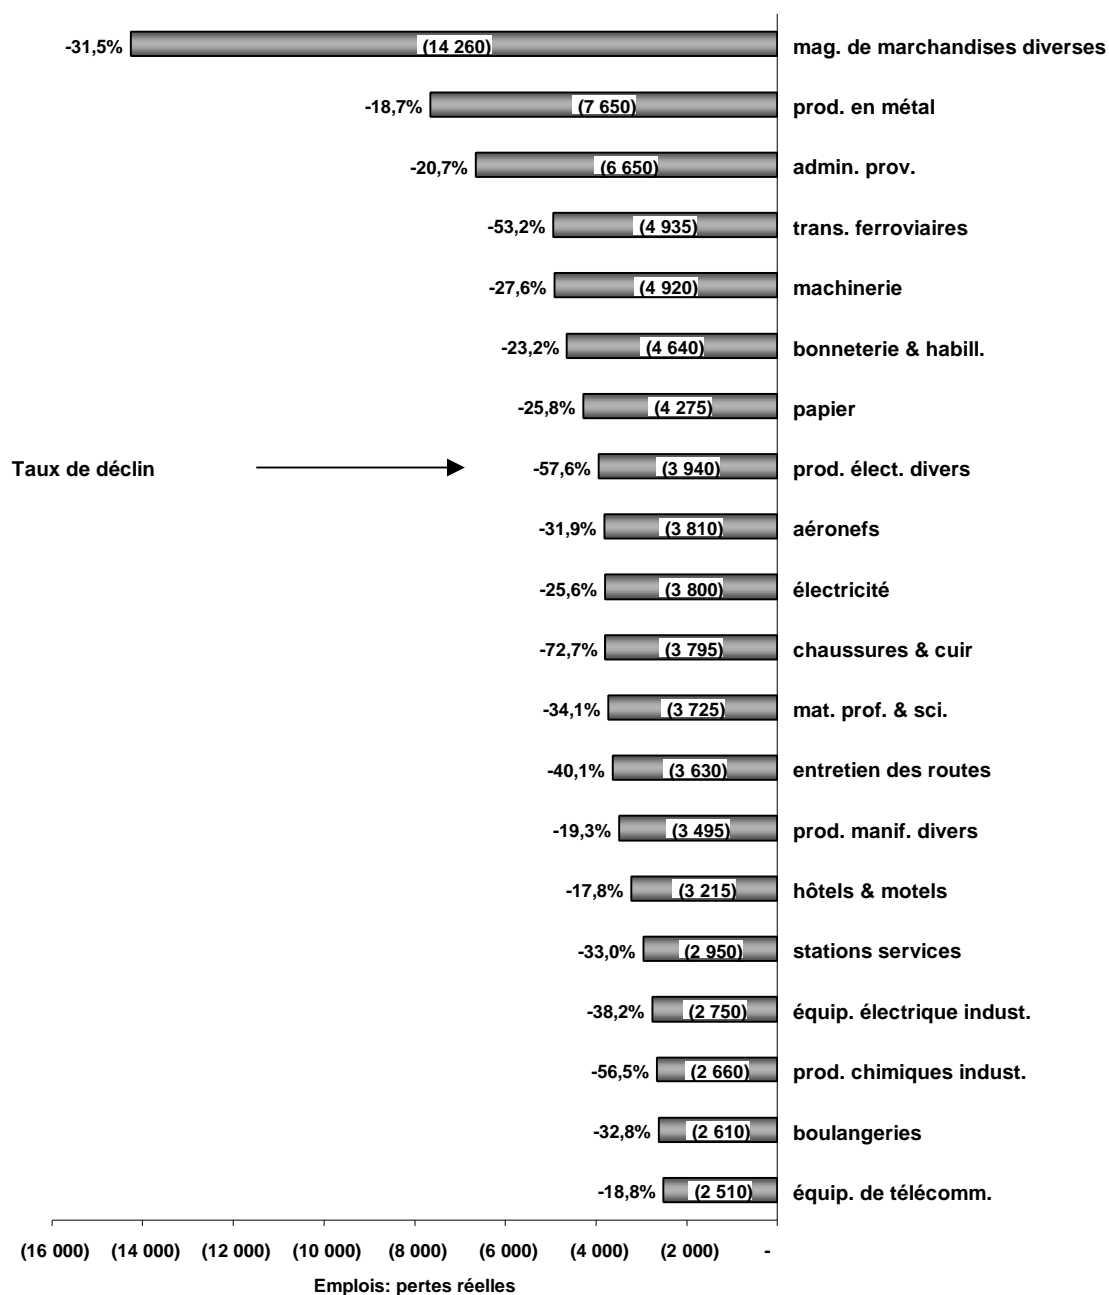 -31,5% (14 260) mag. de marchandises diverses
-18,7% (7 650) prod. en métal
-20,7% (6 650) admin. prov.
-53,2% (4 935) trans. ferroviaires
-27,6% (4 920) machinerie
-23,2% (4 640) bonneterie & habill.
-25,8% (4 275) papier
Taux de déclin -57,6% (3 940) prod. élect. divers
-31,9% (3 810) aéronefs
-25,6% (3 800) électricité
-72,7% (3 795) chaussures & cuir
-34,1% (3 725) mat. prof. & sci.
-40,1% (3 630) entretien des routes
-19,3% (3 495) prod. manif. divers
-17,8% (3 215) hôtels & motels
-33,0% (2 950) stations services
-38,2% (2 750) équip. électrique indust.
-56,5% (2 660) prod. chimiques indust.
-32,8% (2 610) boulangeries
-18,8% (2 510) équip. de télécomm.
(16 000) (14 000) (12 000) (10 000) (8 000) (6 000) (4 000) (2 000) -
Emplois: pertes réelles